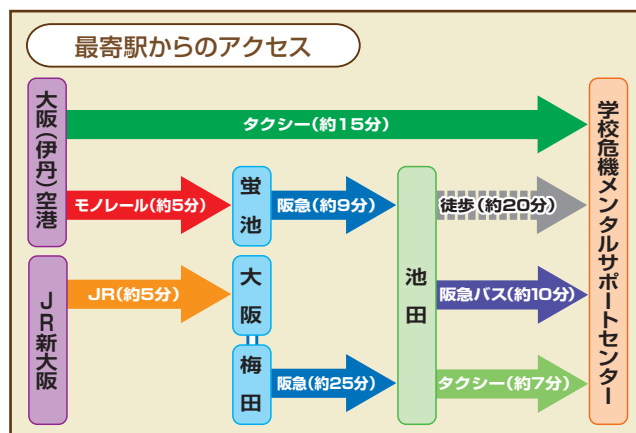 最寄駅からのアクセス
大阪(伊丹)空港
タクシー(約15分)
学校危機メンタルサポートセンター
モノレール(約5分)
蛍池
阪急(約9分)
池田
徒歩(約20分)
JR新大阪
JR(約5分)
大阪
阪急バス(約10分)
梅田
阪急(約25分)
タクシー(約7分)